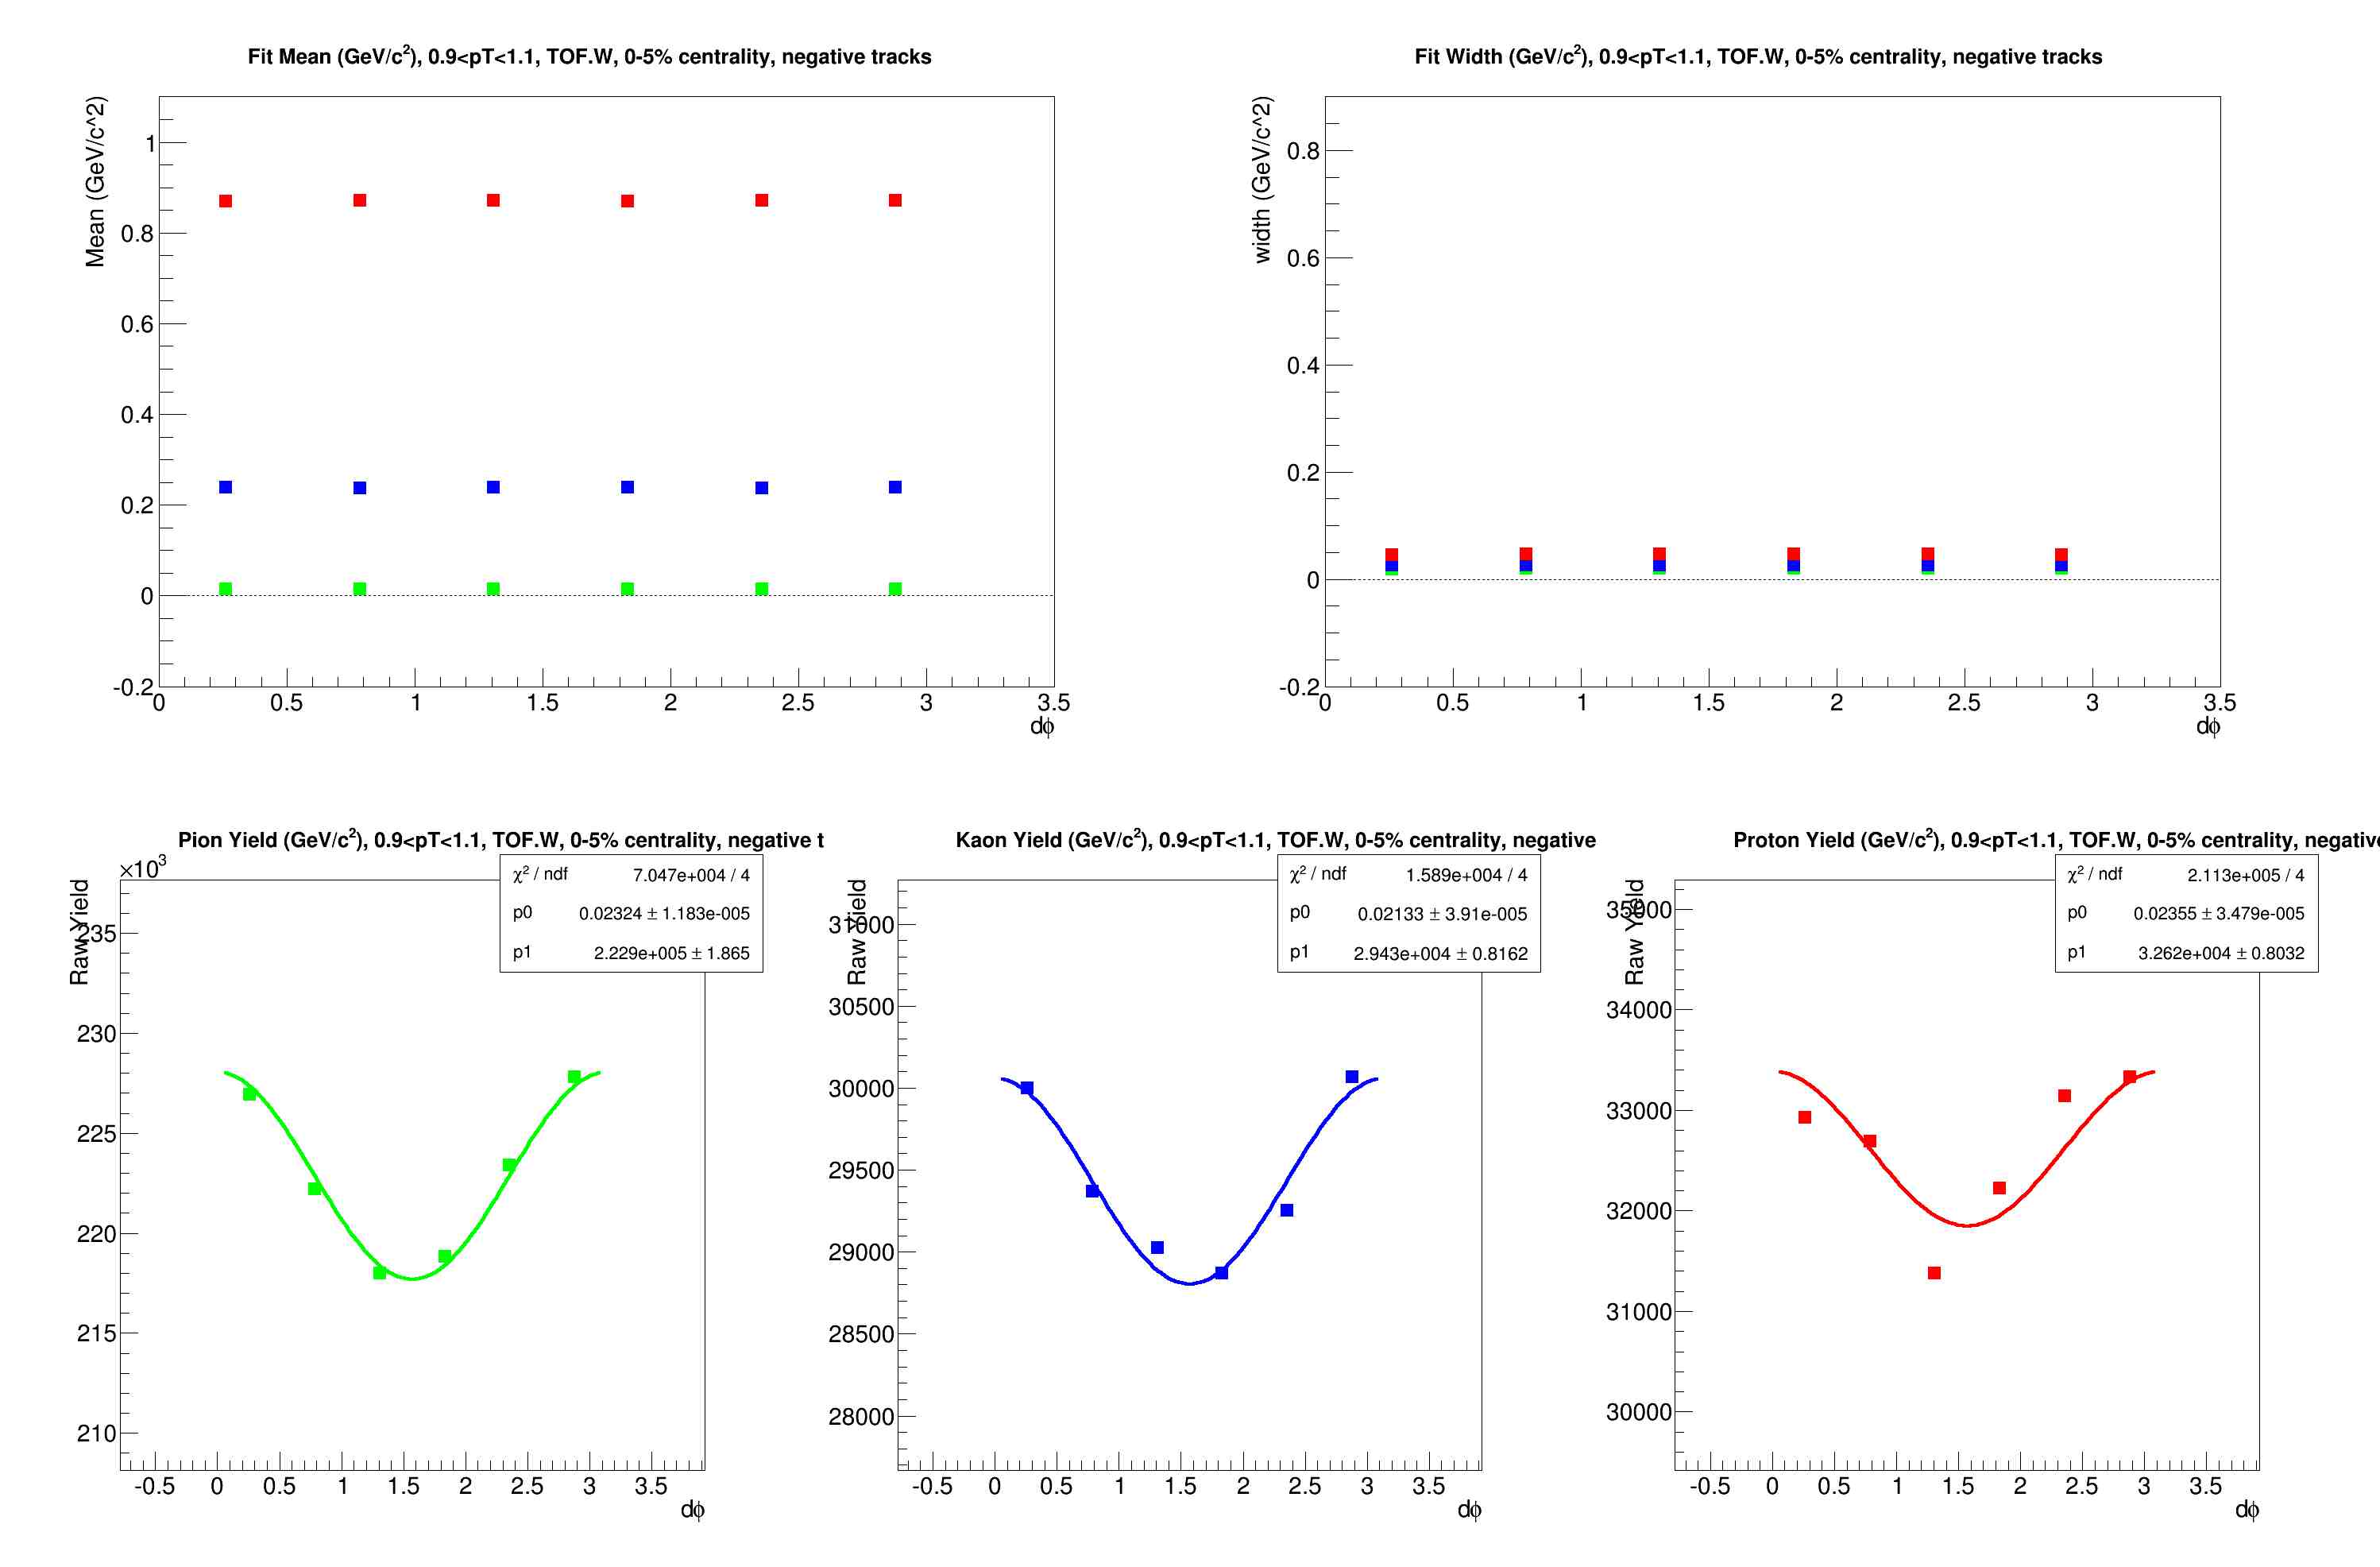 Fit Mean (GeV/c2), 0.9<pT<1.1, TOF.W, 0-5% centrality, negative tracks
Mean (GeV/c^2)
1
0.8
0.6
0.4
0.2
0
-0.2
0 0.5 1 1.5 2 2.5 3 3.5
dϕ
Fit Width (GeV/c2), 0.9<pT<1.1, TOF.W, 0-5% centrality, negative tracks
width (GeV/c^2)
0.8
0.6
0.4
0.2
0
-0.2
0 0.5 1 1.5 2 2.5 3 3.5
dϕ
Pion Yield (GeV/c2), 0.9<pT<1.1, TOF.W, 0-5% centrality, negative t
×103
Raw Yield
χ2 / ndf 7.047e+004 / 4
p0 0.02324 ± 1.183e-005
p1 2.229e+005 ± 1.865
235
230
225
220
215
210
-0.5 0 0.5 1 1.5 2 2.5 3 3.5
dϕ
Kaon Yield (GeV/c2), 0.9<pT<1.1, TOF.W, 0-5% centrality, negative
Raw Yield
χ2 / ndf 1.589e+004 / 4
p0 0.02133 ± 3.91e-005
p1 2.943e+004 ± 0.8162
31000
30500
30000
29500
29000
28500
28000
-0.5 0 0.5 1 1.5 2 2.5 3 3.5
dϕ
Proton Yield (GeV/c2), 0.9<pT<1.1, TOF.W, 0-5% centrality, negative
Raw Yield
χ2 / ndf 2.113e+005 / 4
p0 0.02355 ± 3.479e-005
p1 3.262e+004 ± 0.8032
35000
34000
33000
32000
31000
30000
-0.5 0 0.5 1 1.5 2 2.5 3 3.5
dϕ